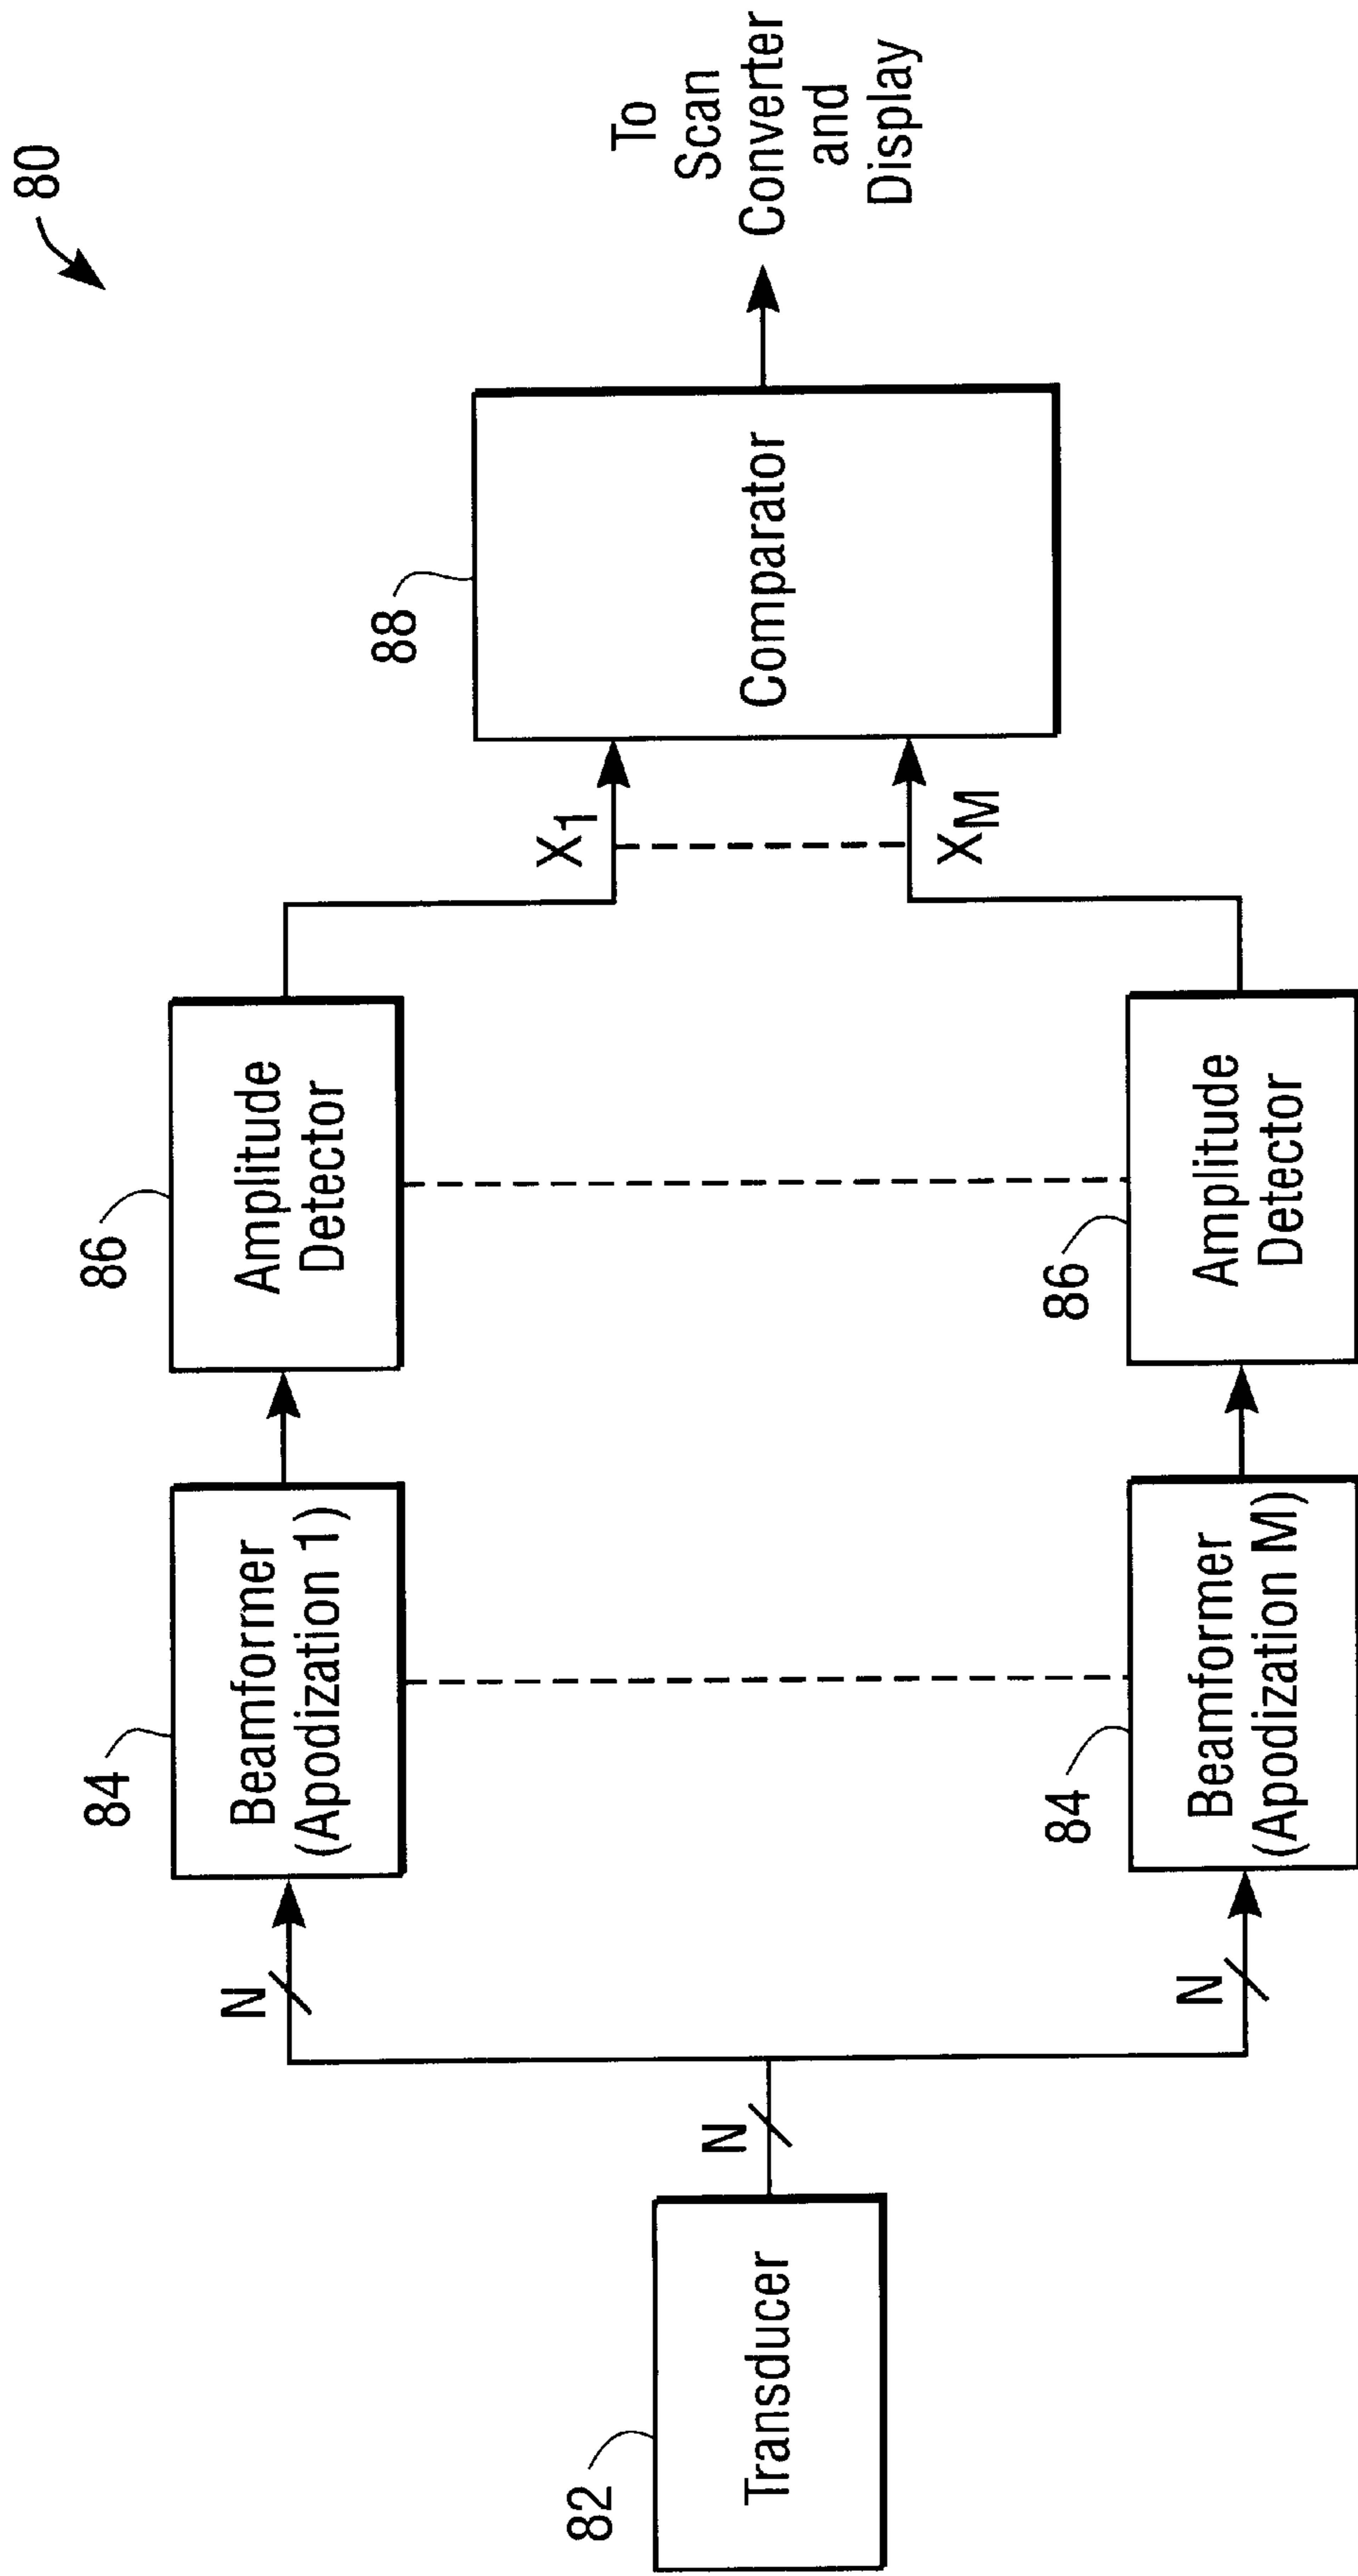 80
82
Transducer
N
N
N
84
Beamformer
(Apodization 1)
84
Beamformer
(Apodization M)
86
Amplitude
Detector
86
Amplitude
Detector
X1
XM
88
Comparator
To
Scan
Converter
and
Display